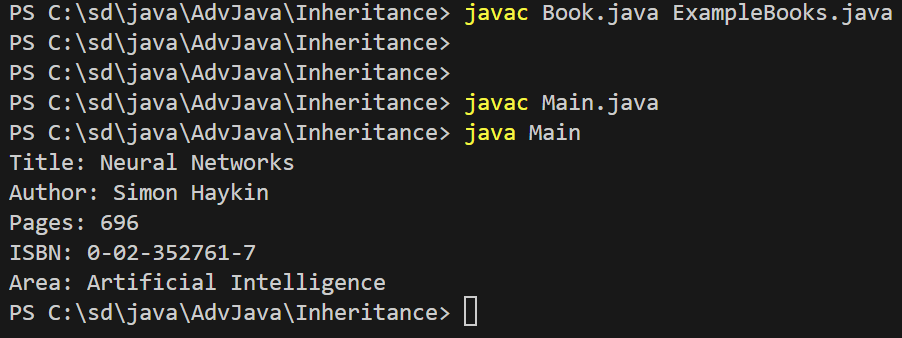 PS C:\sd\java\AdvJava\Inheritance> javac Book.java ExampleBooks.java
PS C:\sd\java\AdvJava\Inheritance>
PS C:\sd\java\AdvJava\Inheritance>
PS C:\sd\java\AdvJava\Inheritance> javac Main.java
PS C:\sd\java\AdvJava\Inheritance> java Main
Title: Neural Networks
Author: Simon Haykin
Pages: 696
ISBN: 0-02-352761-7
Area: Artificial Intelligence
PS C:\sd\java\AdvJava\Inheritance>